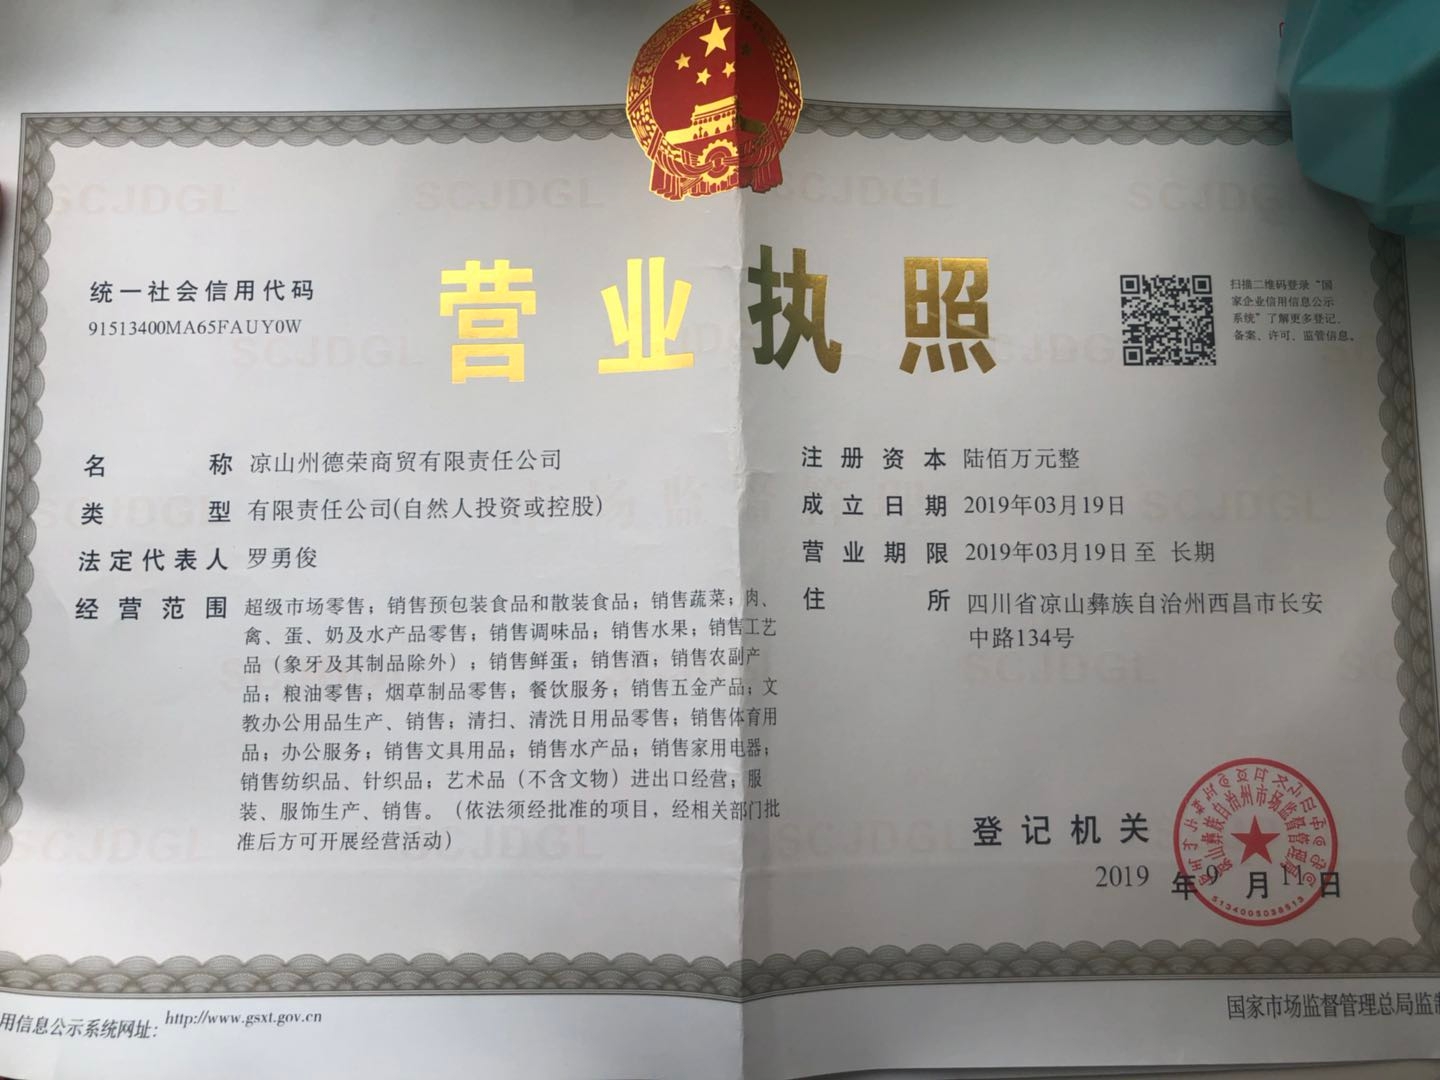 统一社会信用代码
91513400MA65FAUY0W
营业执照
扫描二维码登录“国
家企业信用信息公示
系统”了解更多登记、
备案、许可、监管信息。
名称 凉山州德荣商贸有限责任公司
类型 有限责任公司(自然人投资或控股)
法定代表人 罗勇俊
经营范围 超级市场零售；销售预包装食品和散装食品；销售蔬菜；肉、
禽、蛋、奶及水产品零售；销售调味品；销售水果；销售工艺
品（象牙及其制品除外）；销售鲜蛋；销售酒；销售农副产
品；粮油零售；烟草制品零售；餐饮服务；销售五金产品；文
教办公用品生产、销售；清扫、清洗日用品零售；销售体育用
品；办公服务；销售文具用品；销售水产品；销售家用电器；
销售纺织品、针织品；艺术品（不含文物）进出口经营；服
装、服饰生产、销售。（依法须经批准的项目，经相关部门批
准后方可开展经营活动）
注册资本 陆佰万元整
成立日期 2019年03月19日
营业期限 2019年03月19日 至 长期
住所 四川省凉山彝族自治州西昌市长安
中路134号
登记机关
凉山彝族自治州市场监督管理局
5134005038513
2019 年 9 月 11 日
用信息公示系统网址: http://www.gsxt.gov.cn
国家市场监督管理总局监制
SCJDGL